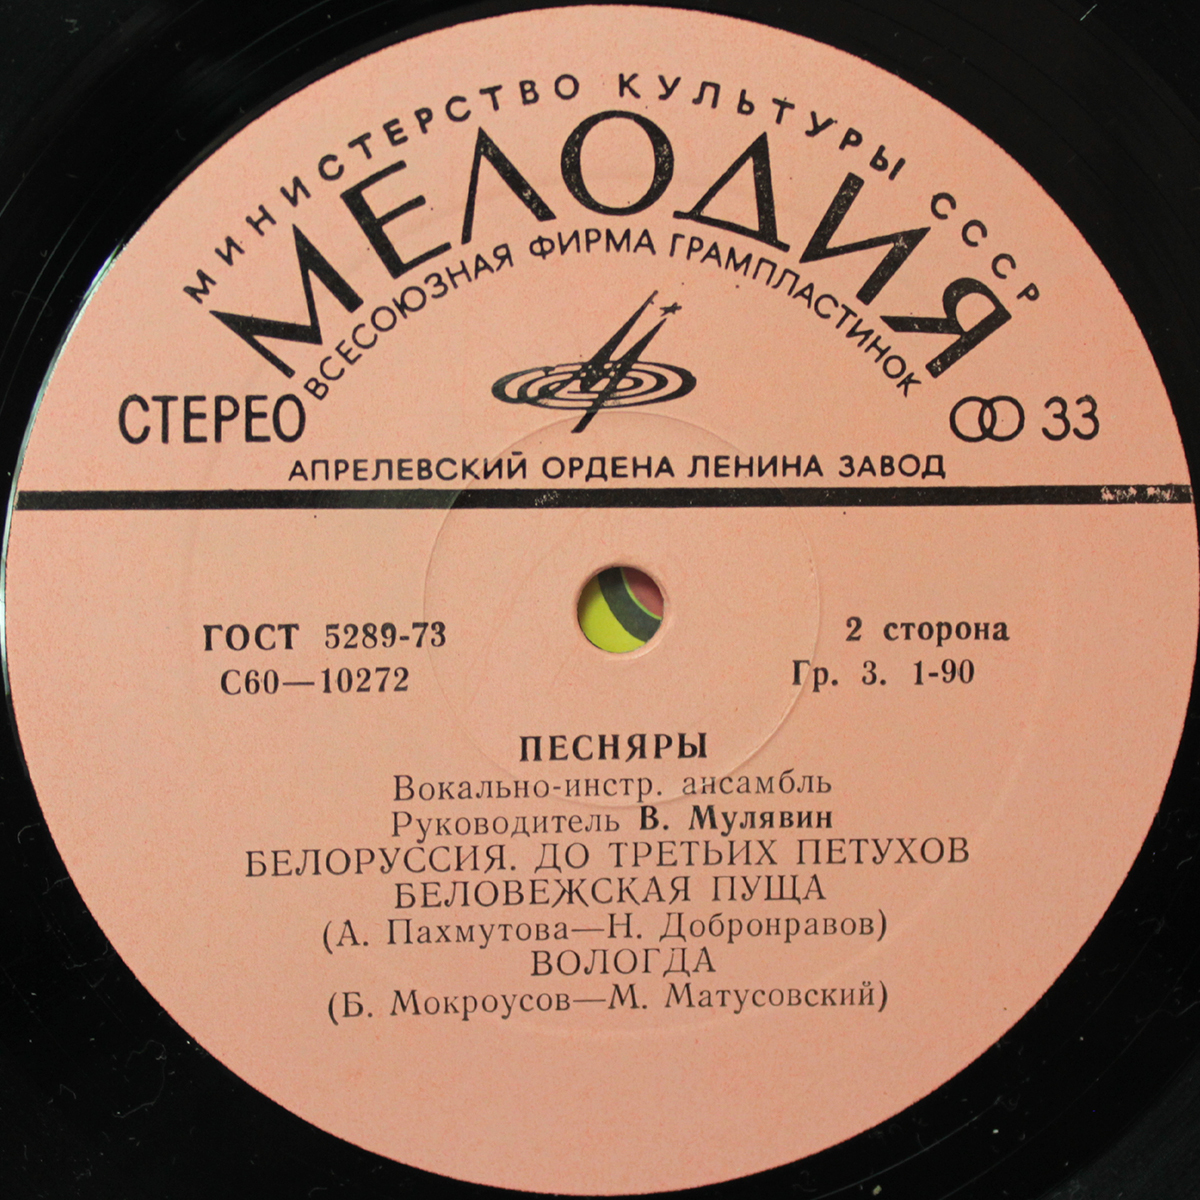 МИНИСТЕРСТВО КУЛЬТУРЫ СССР
МЕЛОДИЯ
ВСЕСОЮЗНАЯ ФИРМА ГРАМПЛАСТИНОК
СТЕРЕО
33
АПРЕЛЕВСКИЙ ОРДЕНА ЛЕНИНА ЗАВОД
ГОСТ 5289-73
2 сторона
С60—10272
Гр. 3. 1-90
ПЕСНЯРЫ
Вокально-инстр. ансамбль
Руководитель В. Мулявин
БЕЛОРУССИЯ. ДО ТРЕТЬИХ ПЕТУХОВ
БЕЛОВЕЖСКАЯ ПУЩА
(А. Пахмутова—Н. Добронравов)
ВОЛОГДА
(Б. Мокроусов—М. Матусовский)